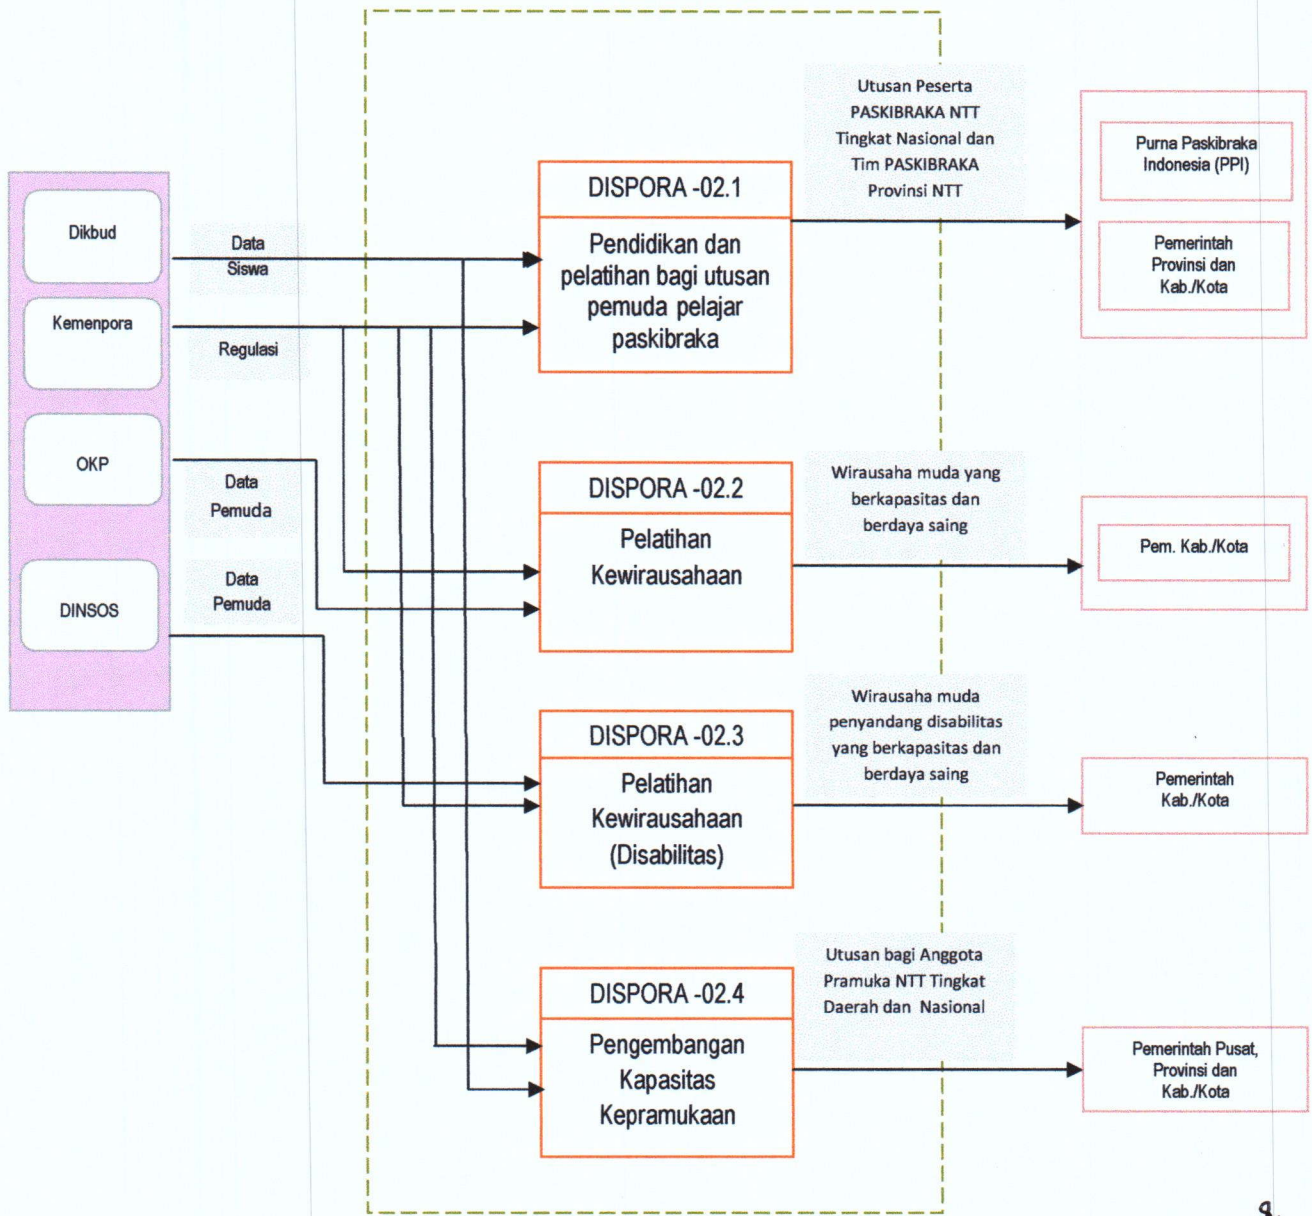 Dikbud
Kemenpora
OKP
DINSOS
Data
Siswa
Regulasi
Data
Pemuda
Data
Pemuda
DISPORA -02.1
Pendidikan dan
pelatihan bagi utusan
pemuda pelajar
paskibraka
DISPORA -02.2
Pelatihan
Kewirausahaan
DISPORA -02.3
Pelatihan
Kewirausahaan
(Disabilitas)
DISPORA -02.4
Pengembangan
Kapasitas
Kepramukaan
Utusan Peserta
PASKIBRAKA NTT
Tingkat Nasional dan
Tim PASKIBRAKA
Provinsi NTT
Wirausaha muda yang
berkapasitas dan
berdaya saing
Wirausaha muda
penyandang disabilitas
yang berkapasitas dan
berdaya saing
Utusan bagi Anggota
Pramuka NTT Tingkat
Daerah dan Nasional
Purna Paskibraka
Indonesia (PPI)
Pemerintah
Provinsi dan
Kab./Kota
Pem. Kab./Kota
Pemerintah
Kab./Kota
Pemerintah Pusat,
Provinsi dan
Kab./Kota